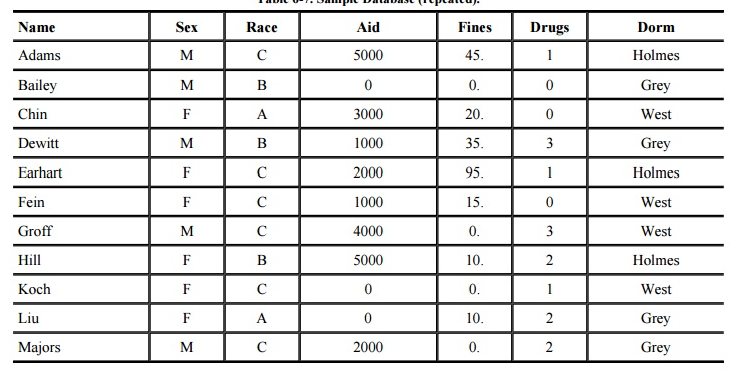 Table 6-7. Sample Database (repeated).
Name Sex Race Aid Fines Drugs Dorm
Adams M C 5000 45. 1 Holmes
Bailey M B 0 0. 0 Grey
Chin F A 3000 20. 0 West
Dewitt M B 1000 35. 3 Grey
Earhart F C 2000 95. 1 Holmes
Fein F C 1000 15. 0 West
Groff M C 4000 0. 3 West
Hill F B 5000 10. 2 Holmes
Koch F C 0 0. 1 West
Liu F A 0 10. 2 Grey
Majors M C 2000 0. 2 Grey